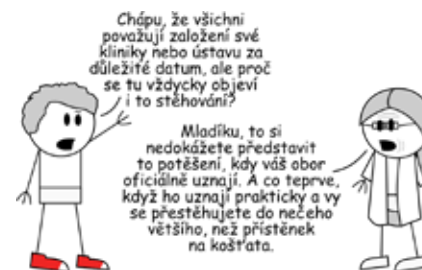 Chápu, že všichni
považují založení své
kliniky nebo ústavu za
důležité datum, ale proč
se tu vždycky objeví
i to stěhování?
Mladíku, to si
nedokážete představit
to potěšení, kdy váš obor
oficiálně uznají. A co teprve,
když ho uznají prakticky a vy
se přestěhujete do nečeho
většího, než přístěnek
na košťata.